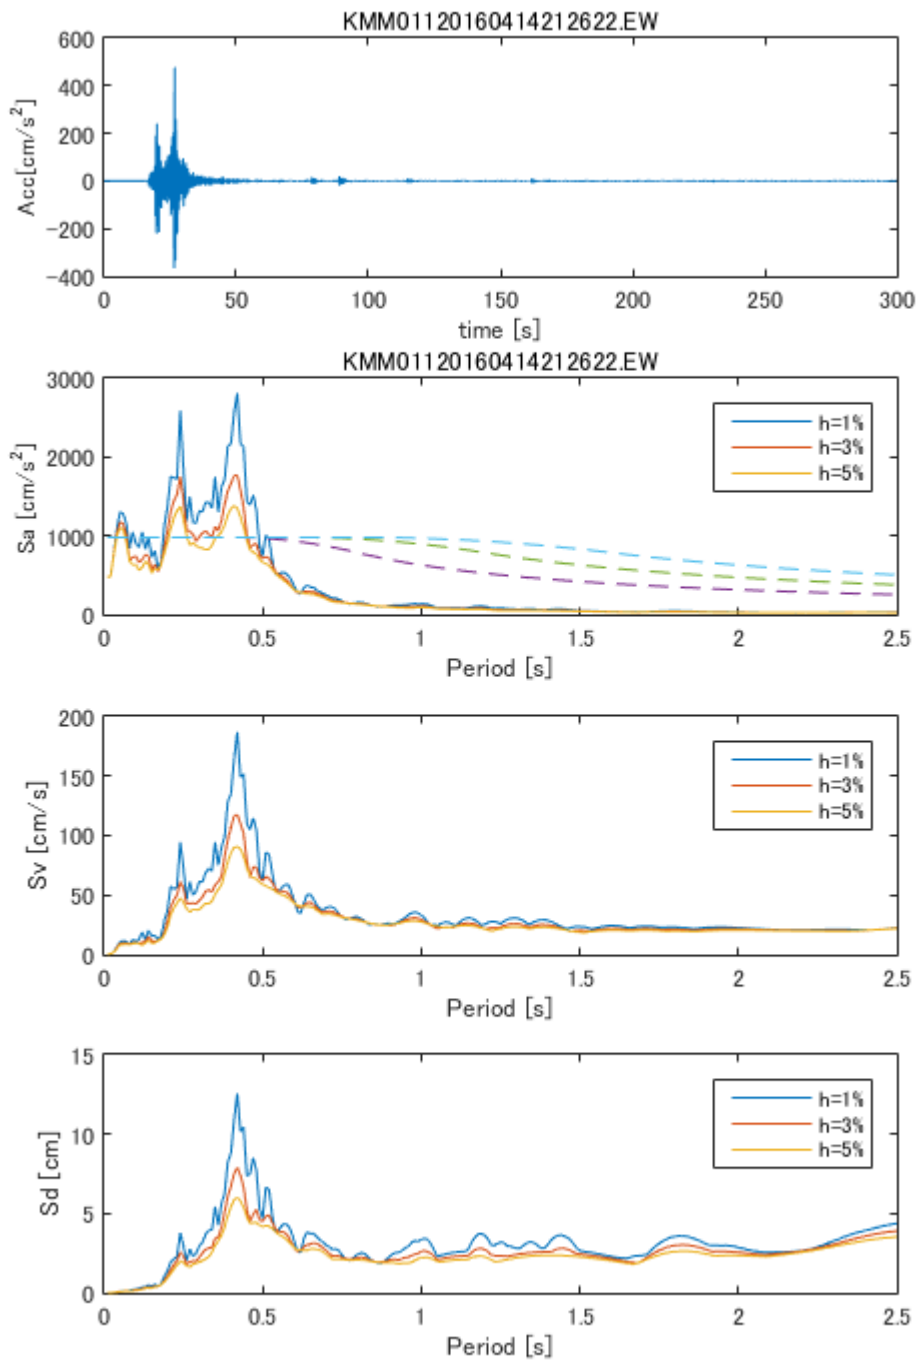 KMM01120160414212622.EW
600
400
200
0
-200
-400
Acc[cm/s²]
0 50 100 150 200 250 300
time [s]
KMM01120160414212622.EW
3000
2000
1000
0
Sa [cm/s²]
h=1%
h=3%
h=5%
0 0.5 1 1.5 2 2.5
Period [s]
200
150
100
50
0
Sv [cm/s]
h=1%
h=3%
h=5%
0 0.5 1 1.5 2 2.5
Period [s]
15
10
5
0
Sd [cm]
h=1%
h=3%
h=5%
0 0.5 1 1.5 2 2.5
Period [s]